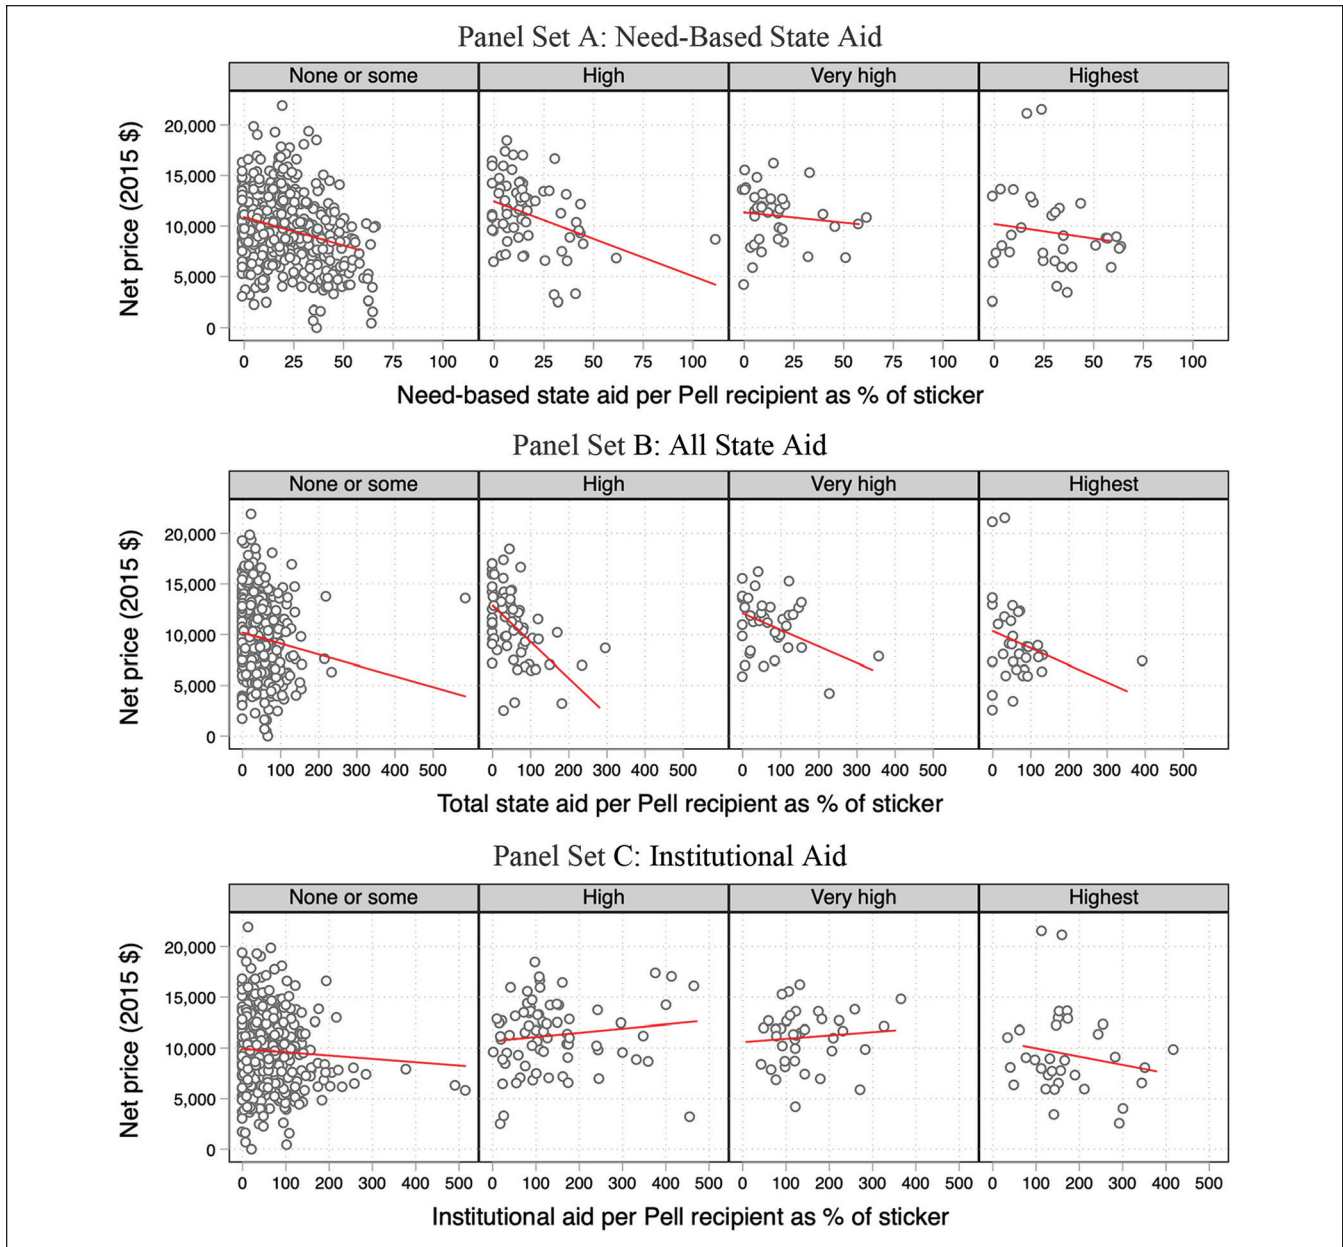 Panel Set A: Need-Based State Aid
None or some High Very high Highest
Net price (2015 $)
20,000
15,000
10,000
5,000
0
0 25 50 75 100 0 25 50 75 100 0 25 50 75 100 0 25 50 75 100
Need-based state aid per Pell recipient as % of sticker
Panel Set B: All State Aid
None or some High Very high Highest
Net price (2015 $)
20,000
15,000
10,000
5,000
0
0 100 200 300 400 500 0 100 200 300 400 500 0 100 200 300 400 500 0 100 200 300 400 500
Total state aid per Pell recipient as % of sticker
Panel Set C: Institutional Aid
None or some High Very high Highest
Net price (2015 $)
20,000
15,000
10,000
5,000
0
0 100 200 300 400 500 0 100 200 300 400 500 0 100 200 300 400 500 0 100 200 300 400 500
Institutional aid per Pell recipient as % of sticker